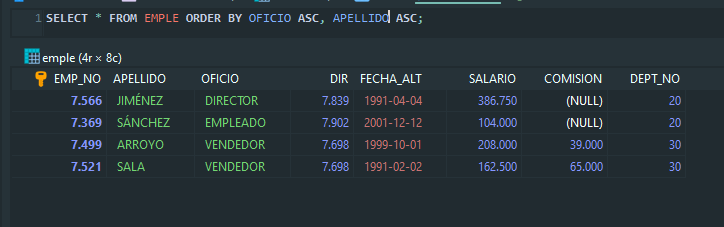 1 SELECT * FROM EMPLE ORDER BY OFICIO ASC, APELLIDO ASC;
emple (4r × 8c)
EMP_NO APELLIDO OFICIO DIR FECHA_ALT SALARIO COMISION DEPT_NO
7.566 JIMÉNEZ DIRECTOR 7.839 1991-04-04 386.750 (NULL) 20
7.369 SÁNCHEZ EMPLEADO 7.902 2001-12-12 104.000 (NULL) 20
7.499 ARROYO VENDEDOR 7.698 1999-10-01 208.000 39.000 30
7.521 SALA VENDEDOR 7.698 1991-02-02 162.500 65.000 30